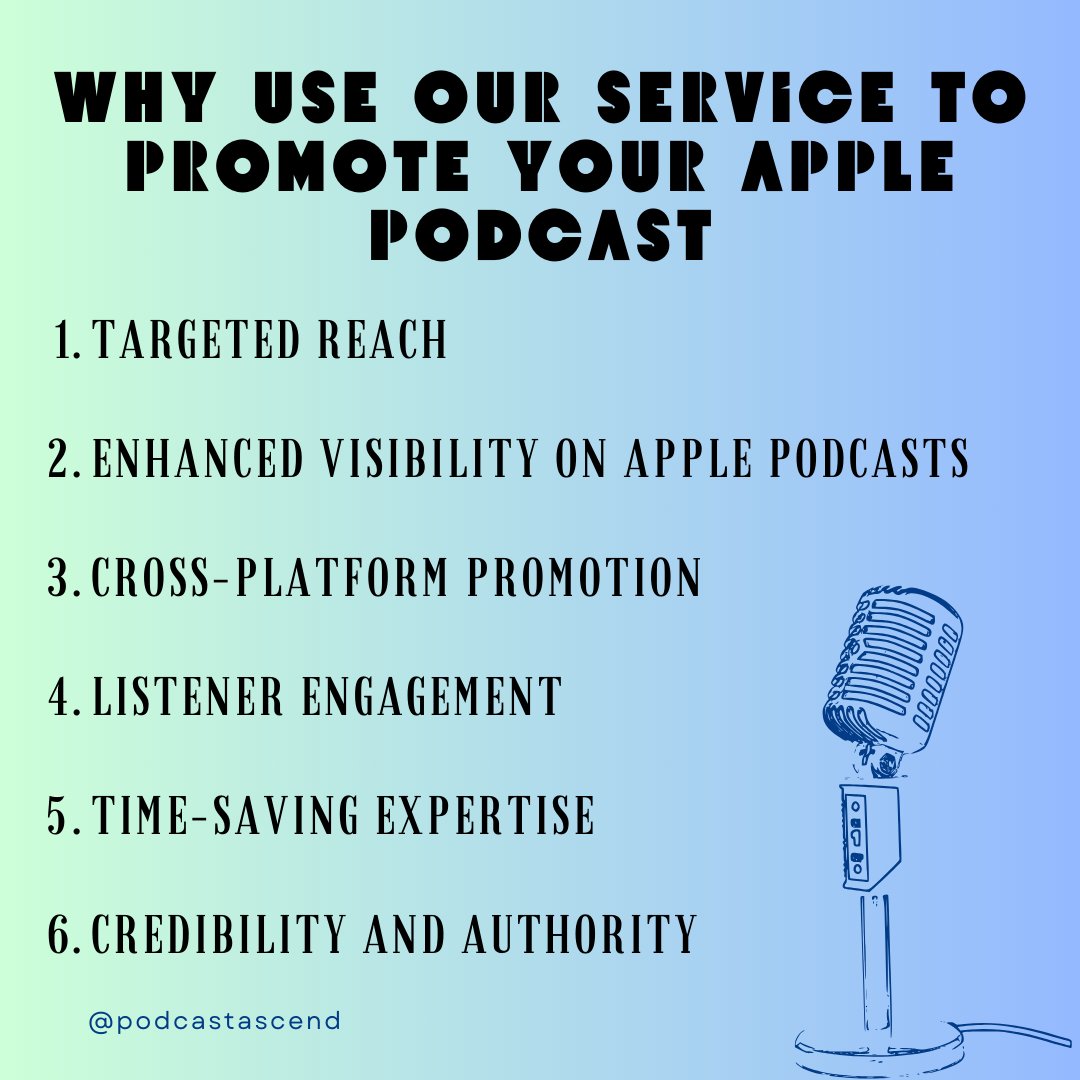 WHY USE OUR SERVICE TO
PROMOTE YOUR APPLE
PODCAST
1. TARGETED REACH
2. ENHANCED VISIBILITY ON APPLE PODCASTS
3. CROSS-PLATFORM PROMOTION
4. LISTENER ENGAGEMENT
5. TIME-SAVING EXPERTISE
6. CREDIBILITY AND AUTHORITY
@podcastascend